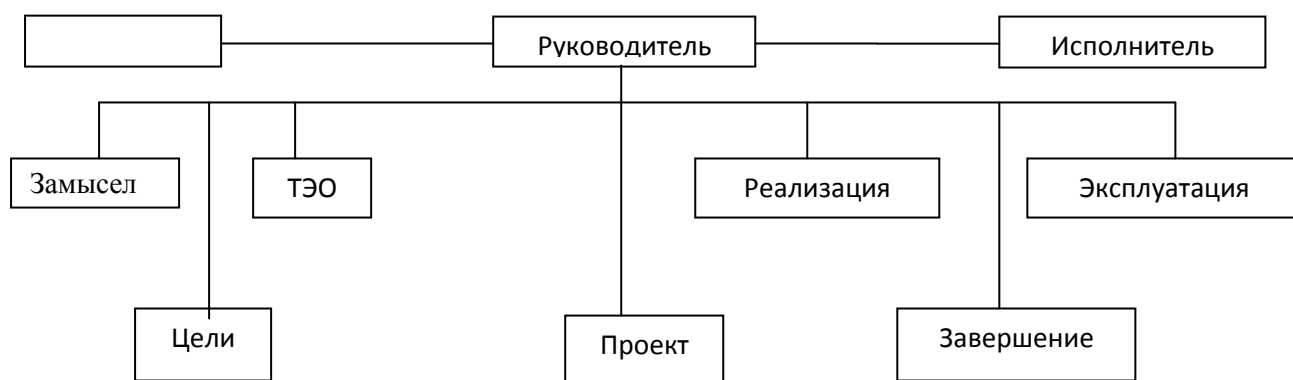 Руководитель
Исполнитель
Замысел
ТЭО
Реализация
Эксплуатация
Цели
Проект
Завершение